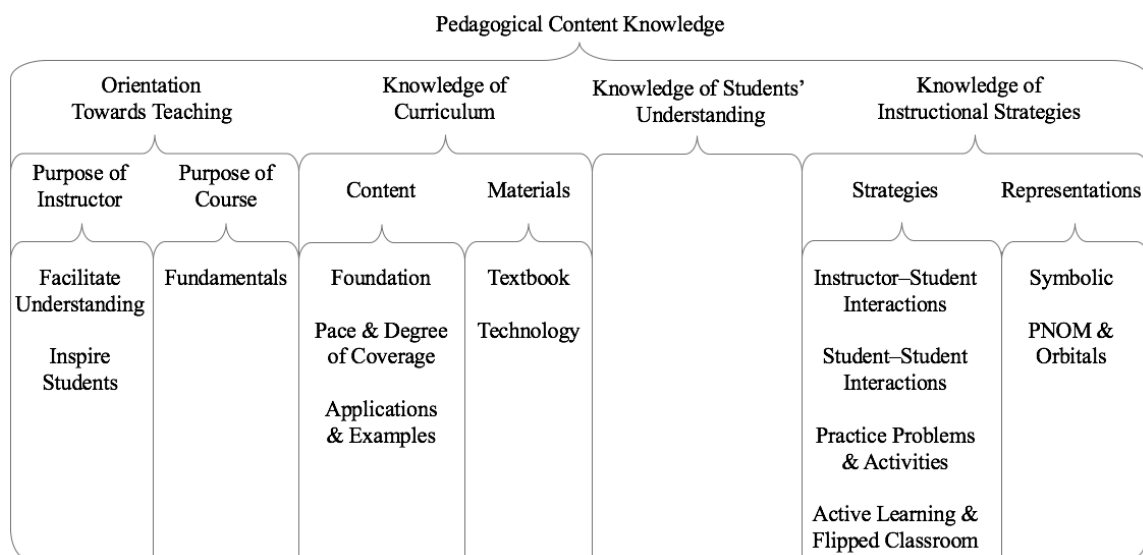 Pedagogical Content Knowledge
Orientation
Towards Teaching
Knowledge of
Curriculum
Knowledge of Students’
Understanding
Knowledge of
Instructional Strategies
Purpose of
Instructor
Purpose of
Course
Content
Materials
Strategies
Representations
Facilitate
Understanding
Inspire
Students
Fundamentals
Foundation
Pace & Degree
of Coverage
Applications
& Examples
Textbook
Technology
Instructor–Student
Interactions
Student–Student
Interactions
Practice Problems
& Activities
Active Learning &
Flipped Classroom
Symbolic
PNOM &
Orbitals